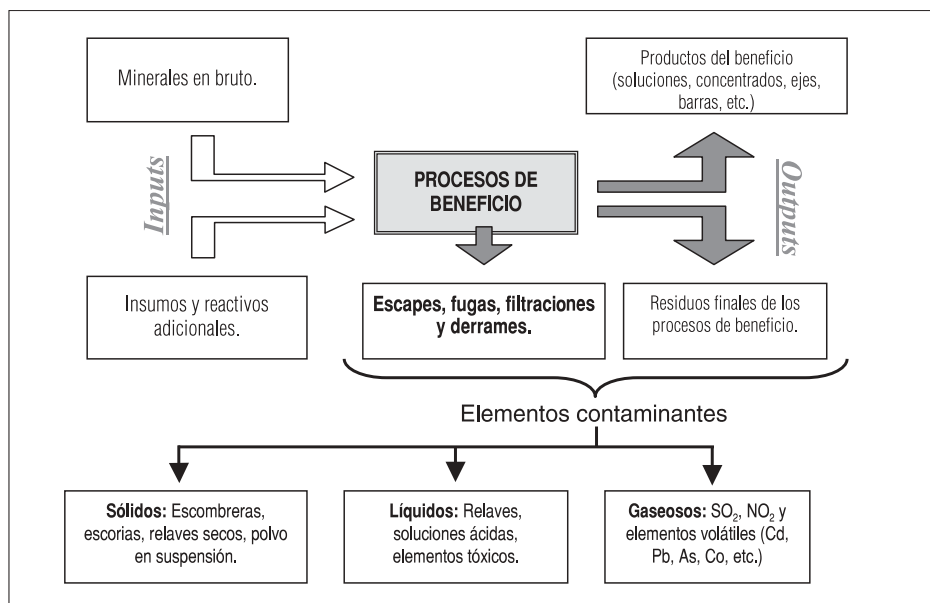 Minerales en bruto.
Productos del beneficio
(soluciones, concentrados, ejes,
barras, etc.)
Inputs
PROCESOS DE
BENEFICIO
Outputs
Insumos y reactivos
adicionales.
Escapes, fugas, filtraciones
y derrames.
Residuos finales de los
procesos de beneficio.
Elementos contaminantes
Sólidos: Escombreras,
escorias, relaves secos, polvo
en suspensión.
Líquidos: Relaves,
soluciones ácidas,
elementos tóxicos.
Gaseosos: SO₂, NO₂ y
elementos volátiles (Cd,
Pb, As, Co, etc.)